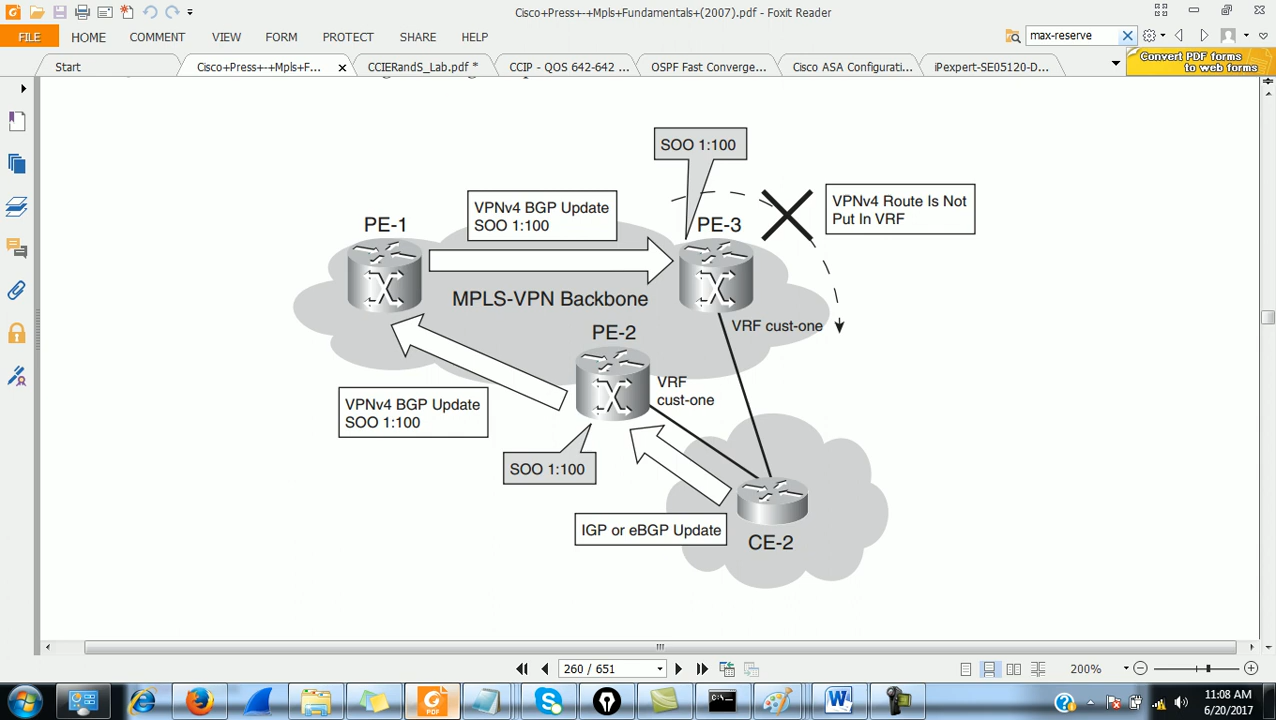 Cisco+Press+-+Mpls+Fundamentals+(2007).pdf - Foxit Reader
FILE
HOME
COMMENT
VIEW
FORM
PROTECT
SHARE
HELP
max-reserve
Start
Cisco+Press+-+Mpls+F...
CCIERandS_Lab.pdf *
CCIP - QOS 642-642 ...
OSPF Fast Converge...
Cisco ASA Configurati...
iPexpert-SE05120-D...
Convert PDF forms
to web forms
SOO 1:100
VPNv4 BGP Update
SOO 1:100
VPNv4 Route Is Not
Put In VRF
PE-1
PE-3
MPLS-VPN Backbone
VRF cust-one
PE-2
VRF
cust-one
VPNv4 BGP Update
SOO 1:100
SOO 1:100
IGP or eBGP Update
CE-2
260 / 651
200%
PDF
C:\
11:08 AM
6/20/2017